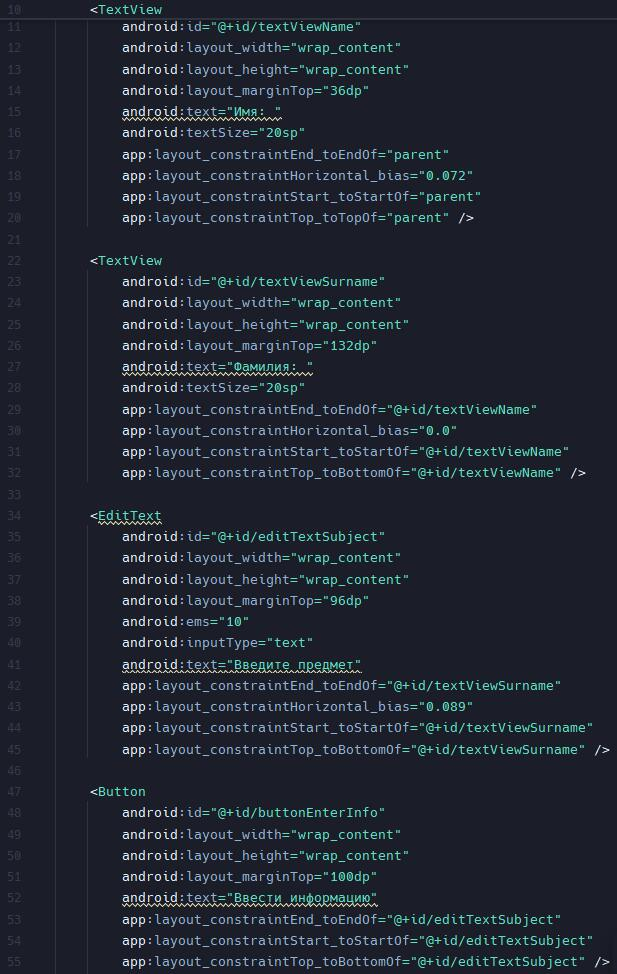 10 <TextView
11 android:id="@+id/textViewName"
12 android:layout_width="wrap_content"
13 android:layout_height="wrap_content"
14 android:layout_marginTop="36dp"
15 android:text="Имя: "
16 android:textSize="20sp"
17 app:layout_constraintEnd_toEndOf="parent"
18 app:layout_constraintHorizontal_bias="0.072"
19 app:layout_constraintStart_toStartOf="parent"
20 app:layout_constraintTop_toTopOf="parent" />
21
22 <TextView
23 android:id="@+id/textViewSurname"
24 android:layout_width="wrap_content"
25 android:layout_height="wrap_content"
26 android:layout_marginTop="132dp"
27 android:text="Фамилия: "
28 android:textSize="20sp"
29 app:layout_constraintEnd_toEndOf="@+id/textViewName"
30 app:layout_constraintHorizontal_bias="0.0"
31 app:layout_constraintStart_toStartOf="@+id/textViewName"
32 app:layout_constraintTop_toBottomOf="@+id/textViewName" />
33
34 <EditText
35 android:id="@+id/editTextSubject"
36 android:layout_width="wrap_content"
37 android:layout_height="wrap_content"
38 android:layout_marginTop="96dp"
39 android:ems="10"
40 android:inputType="text"
41 android:text="Введите предмет"
42 app:layout_constraintEnd_toEndOf="@+id/textViewSurname"
43 app:layout_constraintHorizontal_bias="0.089"
44 app:layout_constraintStart_toStartOf="@+id/textViewSurname"
45 app:layout_constraintTop_toBottomOf="@+id/textViewSurname" />
46
47 <Button
48 android:id="@+id/buttonEnterInfo"
49 android:layout_width="wrap_content"
50 android:layout_height="wrap_content"
51 android:layout_marginTop="100dp"
52 android:text="Ввести информацию"
53 app:layout_constraintEnd_toEndOf="@+id/editTextSubject"
54 app:layout_constraintStart_toStartOf="@+id/editTextSubject"
55 app:layout_constraintTop_toBottomOf="@+id/editTextSubject" />